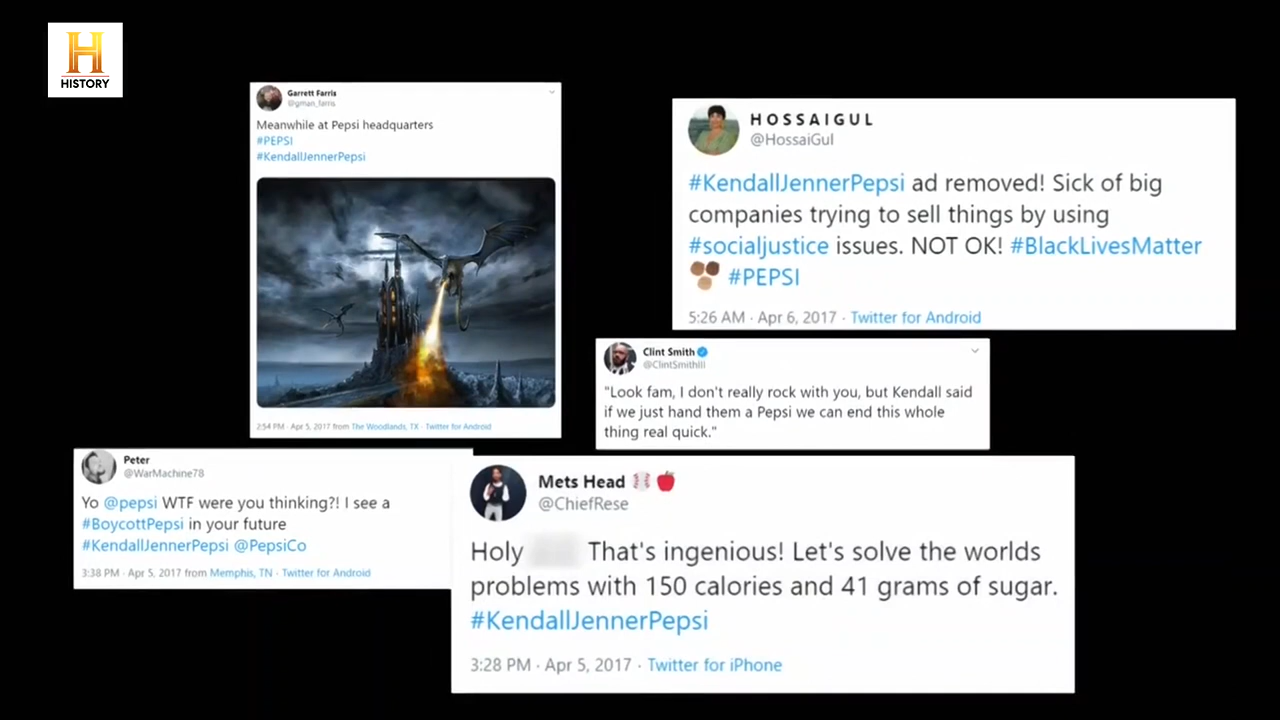 H
HISTORY
Garrett Farris
@gman_farris
Meanwhile at Pepsi headquarters
#PEPSI
#KendallJennerPepsi
2:54 PM · Apr 5, 2017 from The Woodlands, TX · Twitter for Android
HOSSAIGUL
@HossaiGul
#KendallJennerPepsi ad removed! Sick of big
companies trying to sell things by using
#socialjustice issues. NOT OK! #BlackLivesMatter
#PEPSI
5:26 AM · Apr 6, 2017 · Twitter for Android
Clint Smith
@ClintSmithIII
"Look fam, I don't really rock with you, but Kendall said
if we just hand them a Pepsi we can end this whole
thing real quick."
Peter
@WarMachine78
Yo @pepsi WTF were you thinking?! I see a
#BoycottPepsi in your future
#KendallJennerPepsi @PepsiCo
3:38 PM · Apr 5, 2017 from Memphis, TN · Twitter for Android
Mets Head
@ChiefRese
Holy That's ingenious! Let's solve the worlds
problems with 150 calories and 41 grams of sugar.
#KendallJennerPepsi
3:28 PM · Apr 5, 2017 · Twitter for iPhone